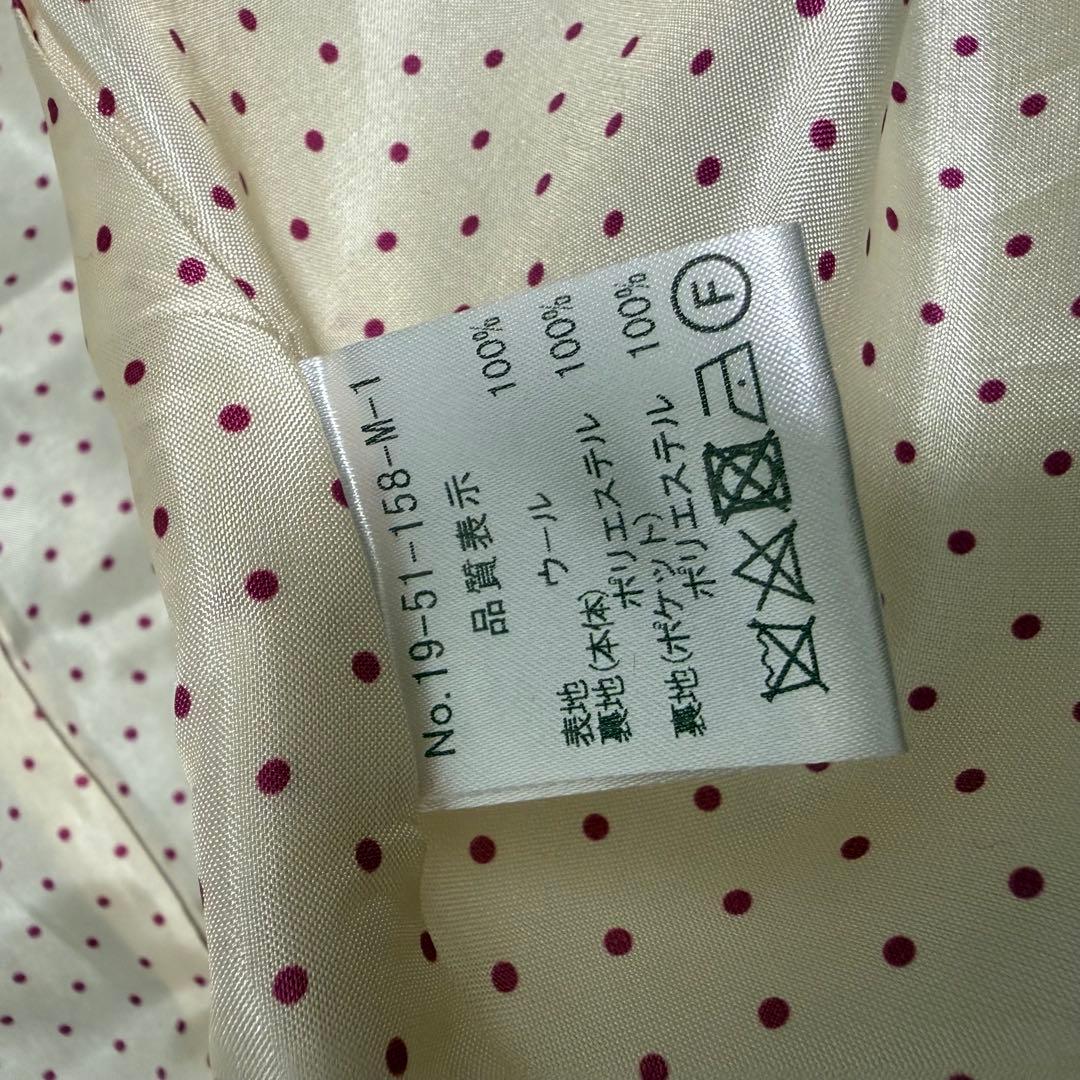 No.19-51-158-M-1
品質表示
表地 ウール 100%
裏地(本体)
ポリエステル 100%
裏地(ポケット)
ポリエステル 100%
F